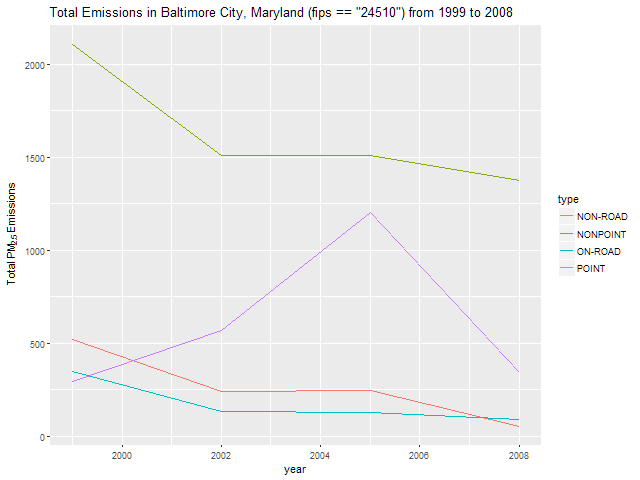 Total Emissions in Baltimore City, Maryland (fips == "24510") from 1999 to 2008
2000
1500
1000
500
0
Total PM2.5 Emissions
2000
2002
2004
2006
2008
year
type
NON-ROAD
NONPOINT
ON-ROAD
POINT